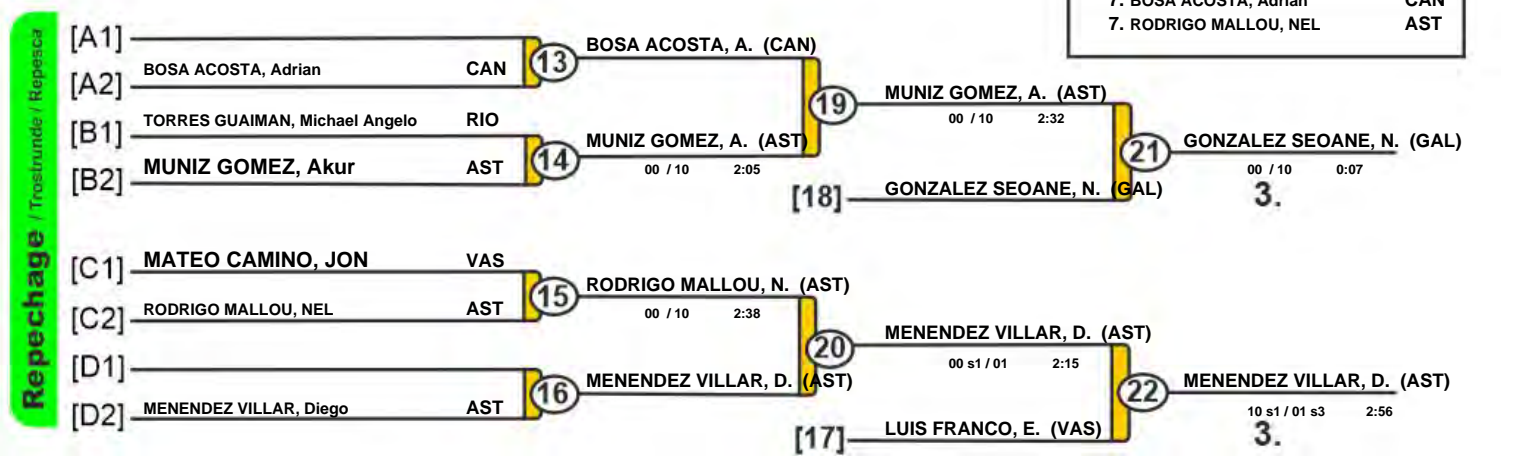 7. BOSA ACOSTA, Adrian CAN
7. RODRIGO MALLOU, NEL AST
Repechage / Trostrunde / Repesca
[A1]
BOSA ACOSTA, A. (CAN)
BOSA ACOSTA, Adrian CAN
13
[A2]
MUNIZ GOMEZ, A. (AST)
19
00 / 10 2:32
TORRES GUAIMAN, Michael Angelo RIO
[B1]
MUNIZ GOMEZ, A. (AST)
GONZALEZ SEOANE, N. (GAL)
21
14
MUNIZ GOMEZ, Akur AST
00 / 10 2:05
00 / 10 0:07
[B2]
[18]
GONZALEZ SEOANE, N. (GAL)
3.
MATEO CAMINO, JON VAS
[C1]
RODRIGO MALLOU, N. (AST)
15
RODRIGO MALLOU, NEL AST
00 / 10 2:38
[C2]
MENENDEZ VILLAR, D. (AST)
20
00 s1 / 01 2:15
[D1]
MENENDEZ VILLAR, D. (AST)
MENENDEZ VILLAR, D. (AST)
16
22
MENENDEZ VILLAR, Diego AST
[D2]
10 s1 / 01 s3 2:56
LUIS FRANCO, E. (VAS)
[17]
3.